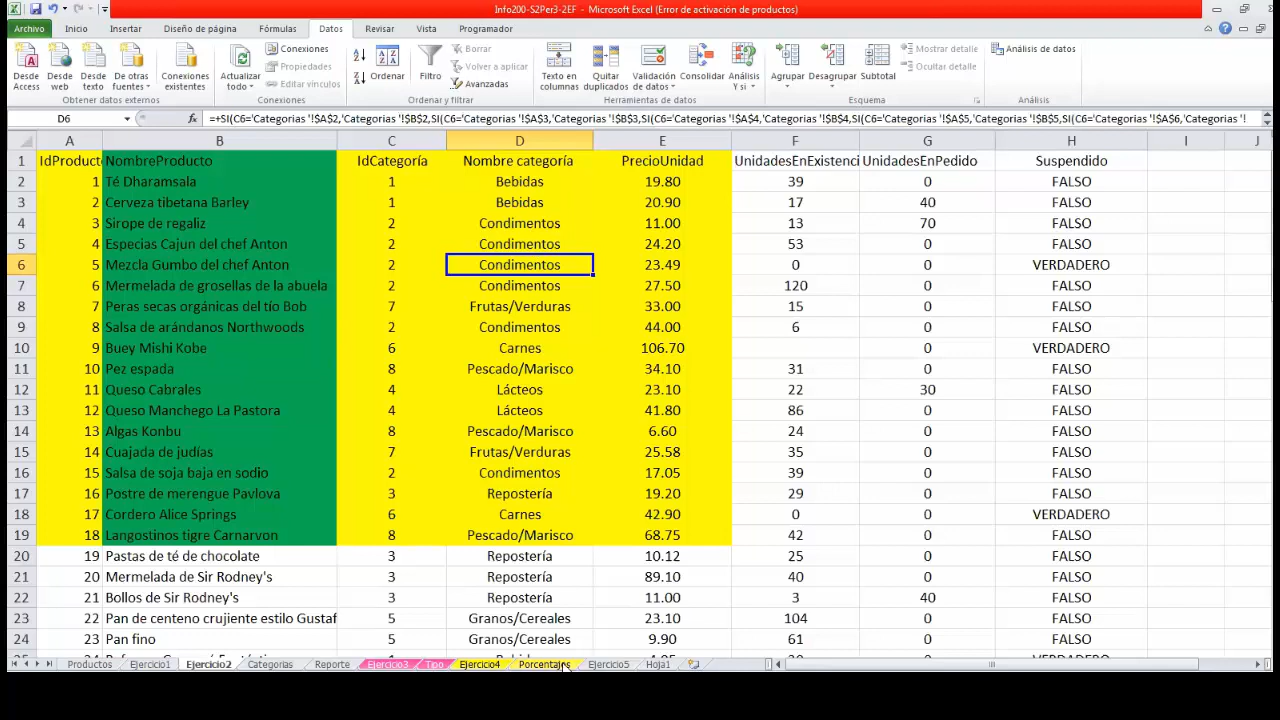 Info200-S2Per3-2EF - Microsoft Excel (Error de activación de productos)
Archivo Inicio Insertar Diseño de página Fórmulas Datos Revisar Vista Programador
Desde Access
Desde web
Desde texto
De otras fuentes
Obtener datos externos
Conexiones existentes
Actualizar todo
Conexiones
Propiedades
Editar vínculos
Conexiones
Ordenar
Filtro
Borrar
Volver a aplicar
Avanzadas
Ordenar y filtrar
Texto en columnas
Quitar duplicados
Validación de datos
Consolidar
Análisis Y si
Herramientas de datos
Agrupar
Desagrupar
Subtotal
Mostrar detalle
Ocultar detalle
Esquema
Análisis de datos
Análisis
D6 fx =+SI(C6='Categorias '!$A$2,'Categorias '!$B$2,SI(C6='Categorias '!$A$3,'Categorias '!$B$3,SI(C6='Categorias '!$A$4,'Categorias '!$B$4,SI(C6='Categorias '!$A$5,'Categorias '!$B$5,SI(C6='Categorias '!$A$6,'Categorias '!
A B C D E F G H I J
1 IdProducto NombreProducto IdCategoría Nombre categoría PrecioUnidad UnidadesEnExistenci UnidadesEnPedido Suspendido
2 1 Té Dharamsala 1 Bebidas 19.80 39 0 FALSO
3 2 Cerveza tibetana Barley 1 Bebidas 20.90 17 40 FALSO
4 3 Sirope de regaliz 2 Condimentos 11.00 13 70 FALSO
5 4 Especias Cajun del chef Anton 2 Condimentos 24.20 53 0 FALSO
6 5 Mezcla Gumbo del chef Anton 2 Condimentos 23.49 0 0 VERDADERO
7 6 Mermelada de grosellas de la abuela 2 Condimentos 27.50 120 0 FALSO
8 7 Peras secas orgánicas del tío Bob 7 Frutas/Verduras 33.00 15 0 FALSO
9 8 Salsa de arándanos Northwoods 2 Condimentos 44.00 6 0 FALSO
10 9 Buey Mishi Kobe 6 Carnes 106.70 0 VERDADERO
11 10 Pez espada 8 Pescado/Marisco 34.10 31 0 FALSO
12 11 Queso Cabrales 4 Lácteos 23.10 22 30 FALSO
13 12 Queso Manchego La Pastora 4 Lácteos 41.80 86 0 FALSO
14 13 Algas Konbu 8 Pescado/Marisco 6.60 24 0 FALSO
15 14 Cuajada de judías 7 Frutas/Verduras 25.58 35 0 FALSO
16 15 Salsa de soja baja en sodio 2 Condimentos 17.05 39 0 FALSO
17 16 Postre de merengue Pavlova 3 Repostería 19.20 29 0 FALSO
18 17 Cordero Alice Springs 6 Carnes 42.90 0 0 VERDADERO
19 18 Langostinos tigre Carnarvon 8 Pescado/Marisco 68.75 42 0 FALSO
20 19 Pastas de té de chocolate 3 Repostería 10.12 25 0 FALSO
21 20 Mermelada de Sir Rodney's 3 Repostería 89.10 40 0 FALSO
22 21 Bollos de Sir Rodney's 3 Repostería 11.00 3 40 FALSO
23 22 Pan de centeno crujiente estilo Gustaf 5 Granos/Cereales 23.10 104 0 FALSO
24 23 Pan fino 5 Granos/Cereales 9.90 61 0 FALSO
Productos Ejercicio1 Ejercicio2 Categorias Reporte Ejercicio3 Tipo Ejercicio4 Porcentajes Ejercicio5 Hoja1